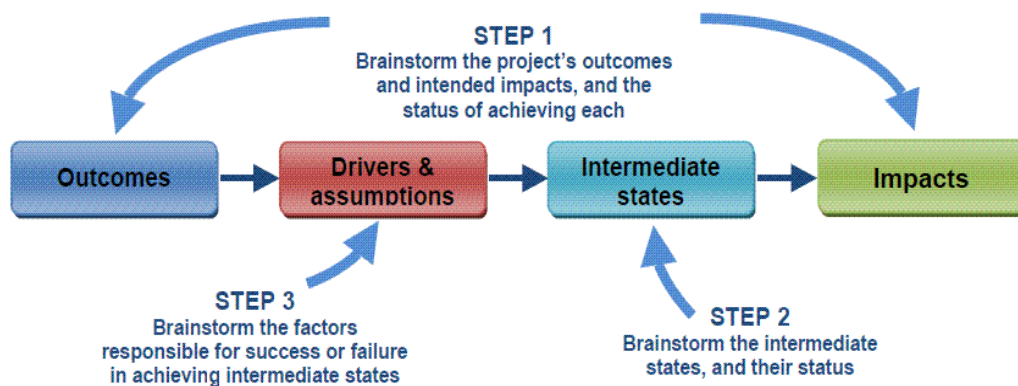 STEP 1
Brainstorm the project's outcomes
and intended impacts, and the
status of achieving each
Outcomes
Drivers &
assumptions
Intermediate
states
Impacts
STEP 3
Brainstorm the factors
responsible for success or failure
in achieving intermediate states
STEP 2
Brainstorm the intermediate
states, and their status